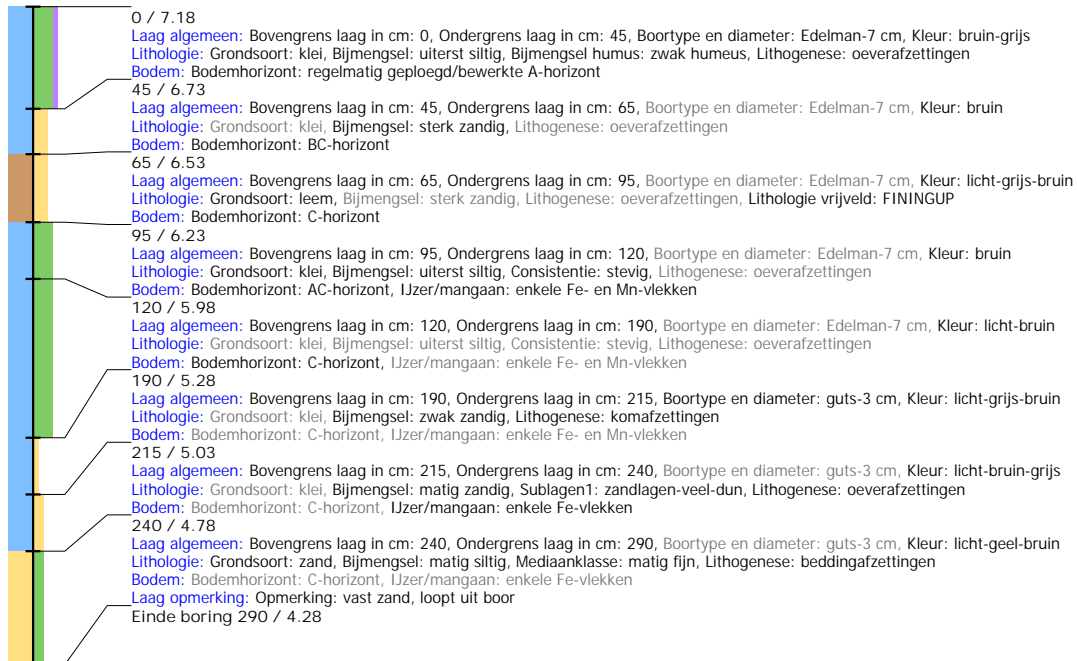 0 / 7.18
Laag algemeen: Bovengrens laag in cm: 0, Ondergrens laag in cm: 45, Boortype en diameter: Edelman-7 cm, Kleur: bruin-grijs
Lithologie: Grondsoort: klei, Bijmengsel: uiterst siltig, Bijmengsel humus: zwak humeus, Lithogenese: oeverafzettingen
Bodem: Bodemhorizont: regelmatig geploegd/bewerkte A-horizont
45 / 6.73
Laag algemeen: Bovengrens laag in cm: 45, Ondergrens laag in cm: 65, Boortype en diameter: Edelman-7 cm, Kleur: bruin
Lithologie: Grondsoort: klei, Bijmengsel: sterk zandig, Lithogenese: oeverafzettingen
Bodem: Bodemhorizont: BC-horizont
65 / 6.53
Laag algemeen: Bovengrens laag in cm: 65, Ondergrens laag in cm: 95, Boortype en diameter: Edelman-7 cm, Kleur: licht-grijs-bruin
Lithologie: Grondsoort: leem, Bijmengsel: sterk zandig, Lithogenese: oeverafzettingen, Lithologie vrijveld: FININGUP
Bodem: Bodemhorizont: C-horizont
95 / 6.23
Laag algemeen: Bovengrens laag in cm: 95, Ondergrens laag in cm: 120, Boortype en diameter: Edelman-7 cm, Kleur: bruin
Lithologie: Grondsoort: klei, Bijmengsel: uiterst siltig, Consistentie: stevig, Lithogenese: oeverafzettingen
Bodem: Bodemhorizont: AC-horizont, IJzer/mangaan: enkele Fe- en Mn-vlekken
120 / 5.98
Laag algemeen: Bovengrens laag in cm: 120, Ondergrens laag in cm: 190, Boortype en diameter: Edelman-7 cm, Kleur: licht-bruin
Lithologie: Grondsoort: klei, Bijmengsel: uiterst siltig, Consistentie: stevig, Lithogenese: oeverafzettingen
Bodem: Bodemhorizont: C-horizont, IJzer/mangaan: enkele Fe- en Mn-vlekken
190 / 5.28
Laag algemeen: Bovengrens laag in cm: 190, Ondergrens laag in cm: 215, Boortype en diameter: guts-3 cm, Kleur: licht-grijs-bruin
Lithologie: Grondsoort: klei, Bijmengsel: zwak zandig, Lithogenese: komafzettingen
Bodem: Bodemhorizont: C-horizont, IJzer/mangaan: enkele Fe- en Mn-vlekken
215 / 5.03
Laag algemeen: Bovengrens laag in cm: 215, Ondergrens laag in cm: 240, Boortype en diameter: guts-3 cm, Kleur: licht-bruin-grijs
Lithologie: Grondsoort: klei, Bijmengsel: matig zandig, Sublagen1: zandlagen-veel-dun, Lithogenese: oeverafzettingen
Bodem: Bodemhorizont: C-horizont, IJzer/mangaan: enkele Fe-vlekken
240 / 4.78
Laag algemeen: Bovengrens laag in cm: 240, Ondergrens laag in cm: 290, Boortype en diameter: guts-3 cm, Kleur: licht-geel-bruin
Lithologie: Grondsoort: zand, Bijmengsel: matig siltig, Mediaanklasse: matig fijn, Lithogenese: beddingafzettingen
Bodem: Bodemhorizont: C-horizont, IJzer/mangaan: enkele Fe-vlekken
Laag opmerking: Opmerking: vast zand, loopt uit boor
Einde boring 290 / 4.28